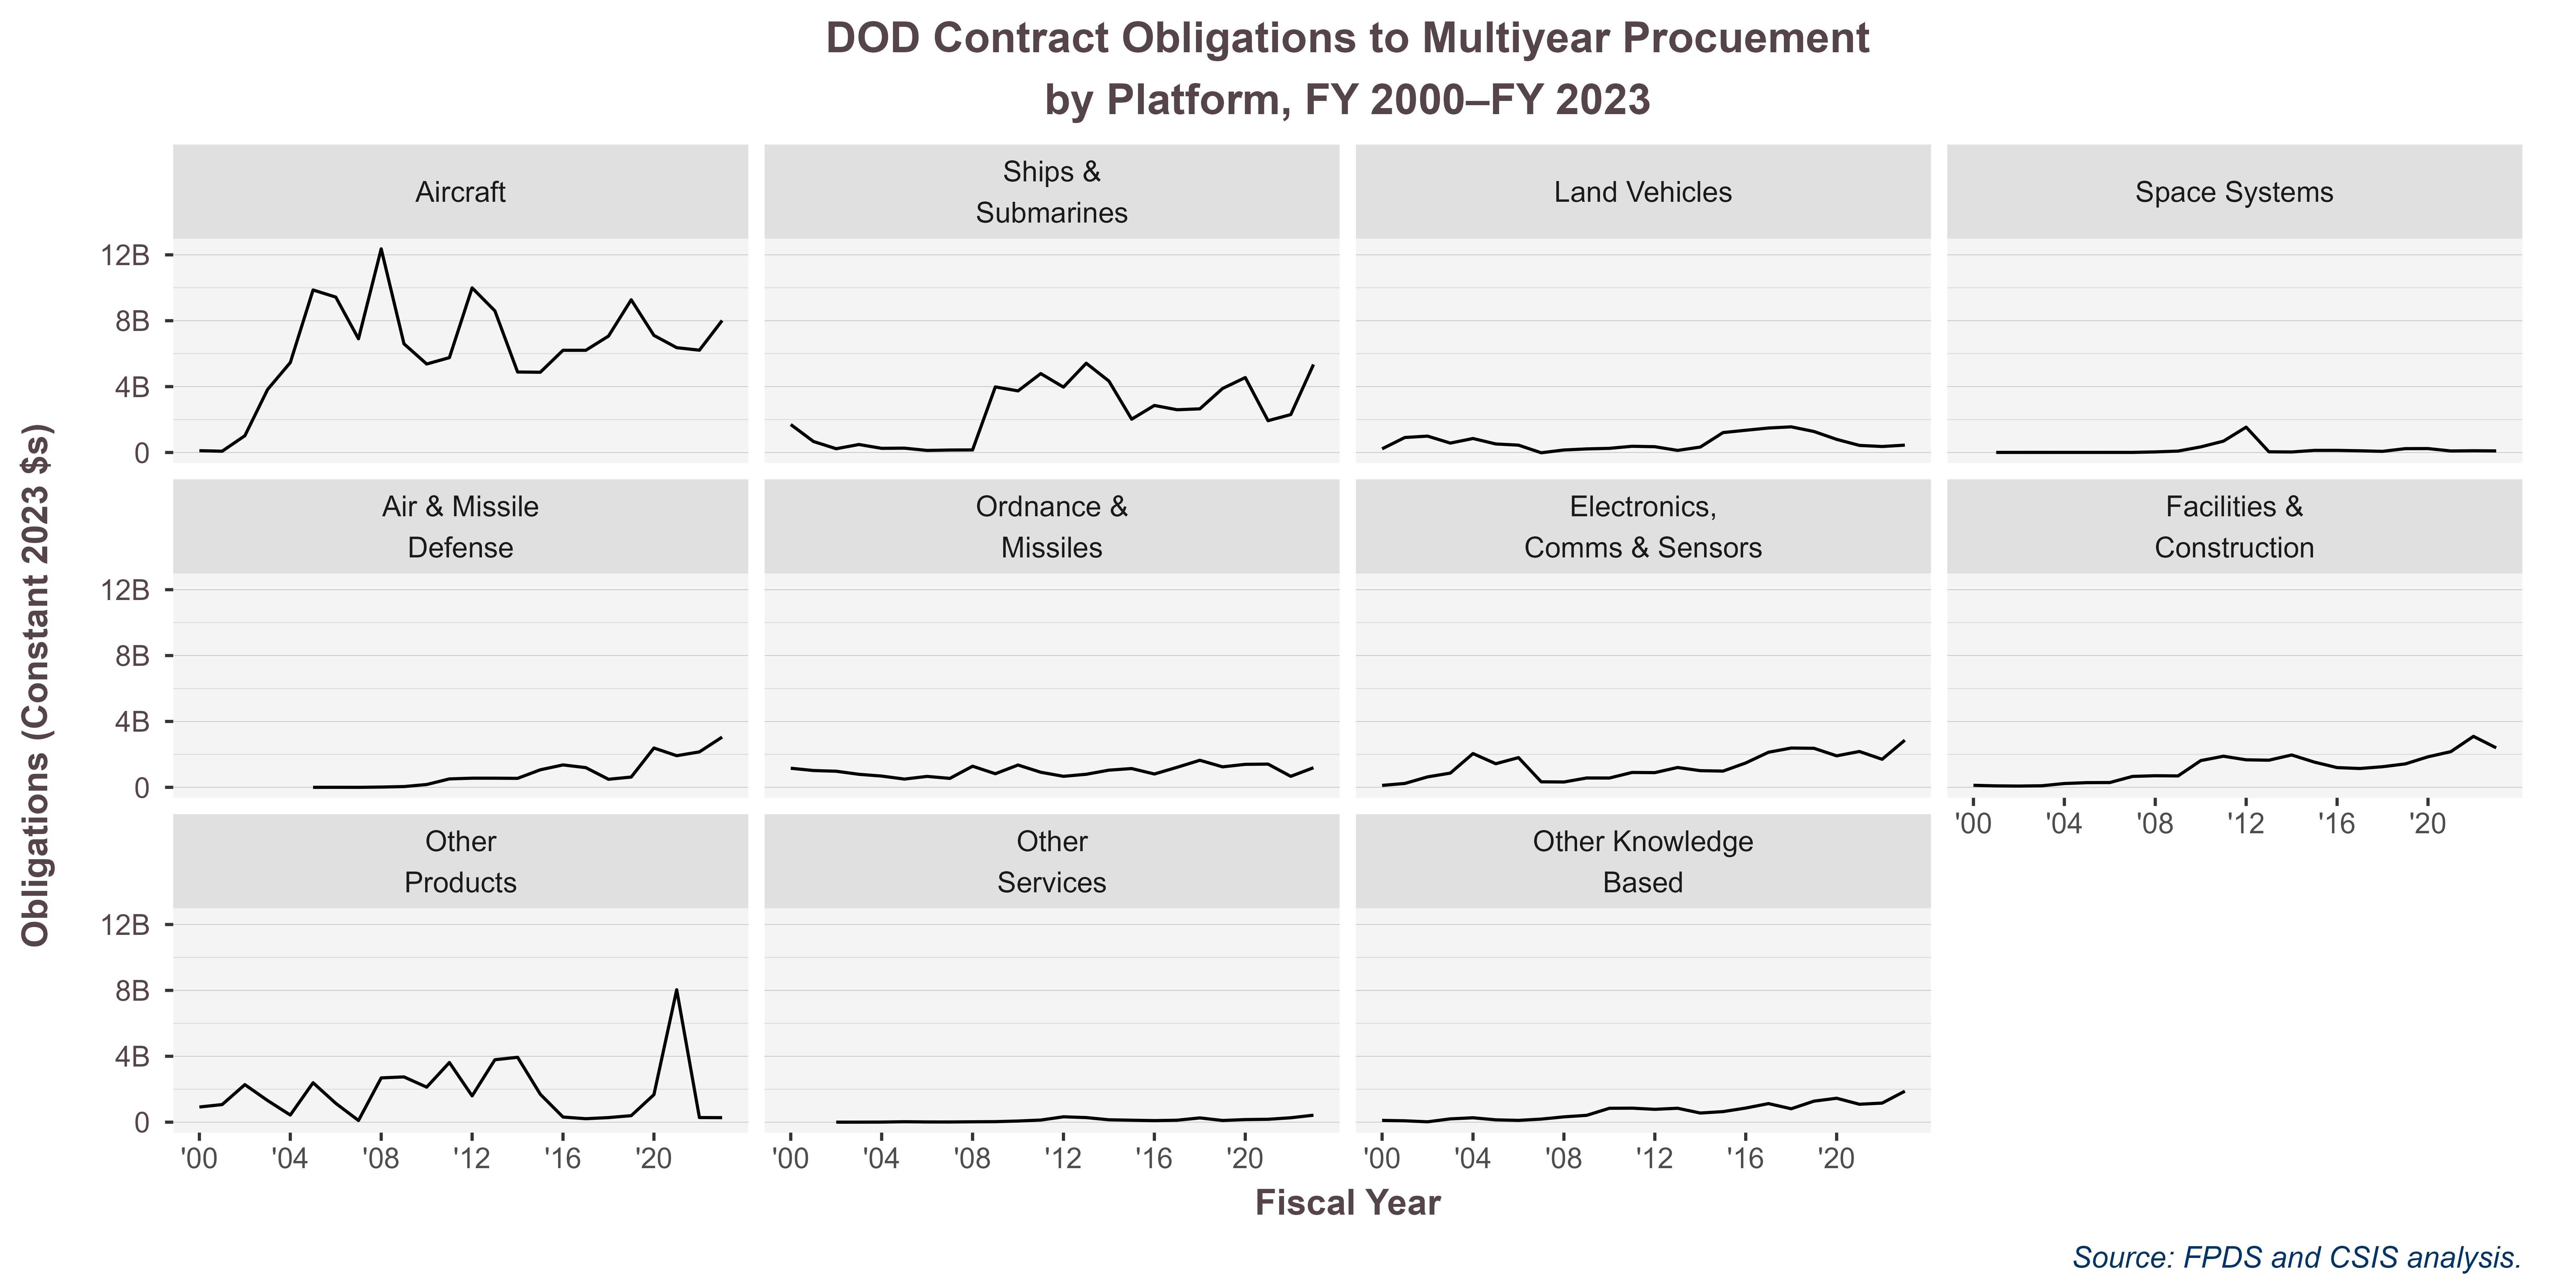 DOD Contract Obligations to Multiyear Procuement
by Platform, FY 2000–FY 2023
Obligations (Constant 2023 $s)
Aircraft
Ships &
Submarines
Land Vehicles
Space Systems
12B
8B
4B
0
Air & Missile
Defense
Ordnance &
Missiles
Electronics,
Comms & Sensors
Facilities &
Construction
12B
8B
4B
0
'00 '04 '08 '12 '16 '20
Other
Products
Other
Services
Other Knowledge
Based
12B
8B
4B
0
'00 '04 '08 '12 '16 '20
'00 '04 '08 '12 '16 '20
'00 '04 '08 '12 '16 '20
Fiscal Year
Source: FPDS and CSIS analysis.